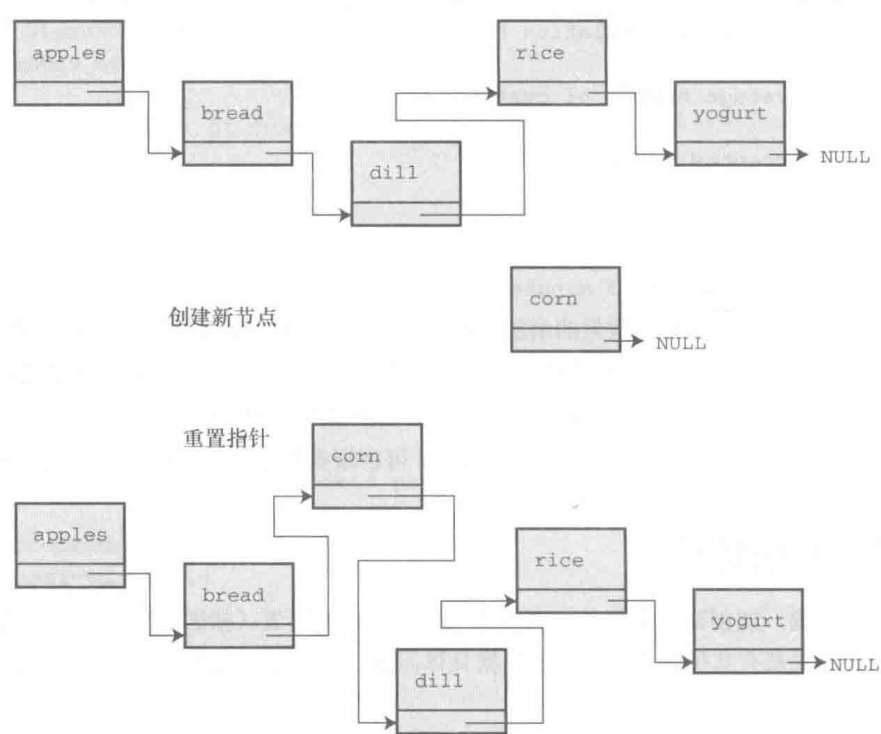 apples
bread
dill
rice
yogurt
NULL
创建新节点
corn
NULL
重置指针
corn
apples
bread
dill
rice
yogurt
NULL